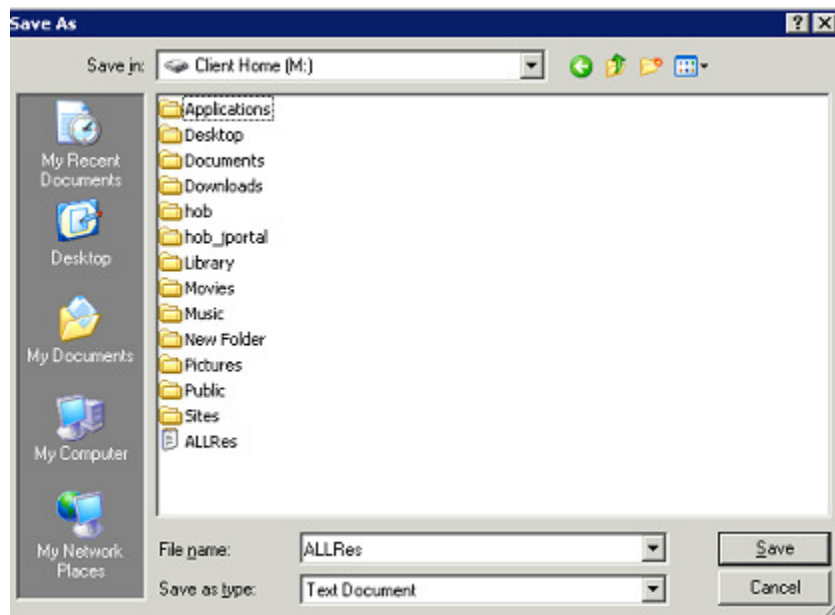 Save As
Save in: Client Home (M:)
My Recent
Documents
Desktop
My Documents
My Computer
My Network
Places
Applications
Desktop
Documents
Downloads
hob
hob_jportal
Library
Movies
Music
New Folder
Pictures
Public
Sites
ALLRes
File name: ALLRes Save
Save as type: Text Document Cancel